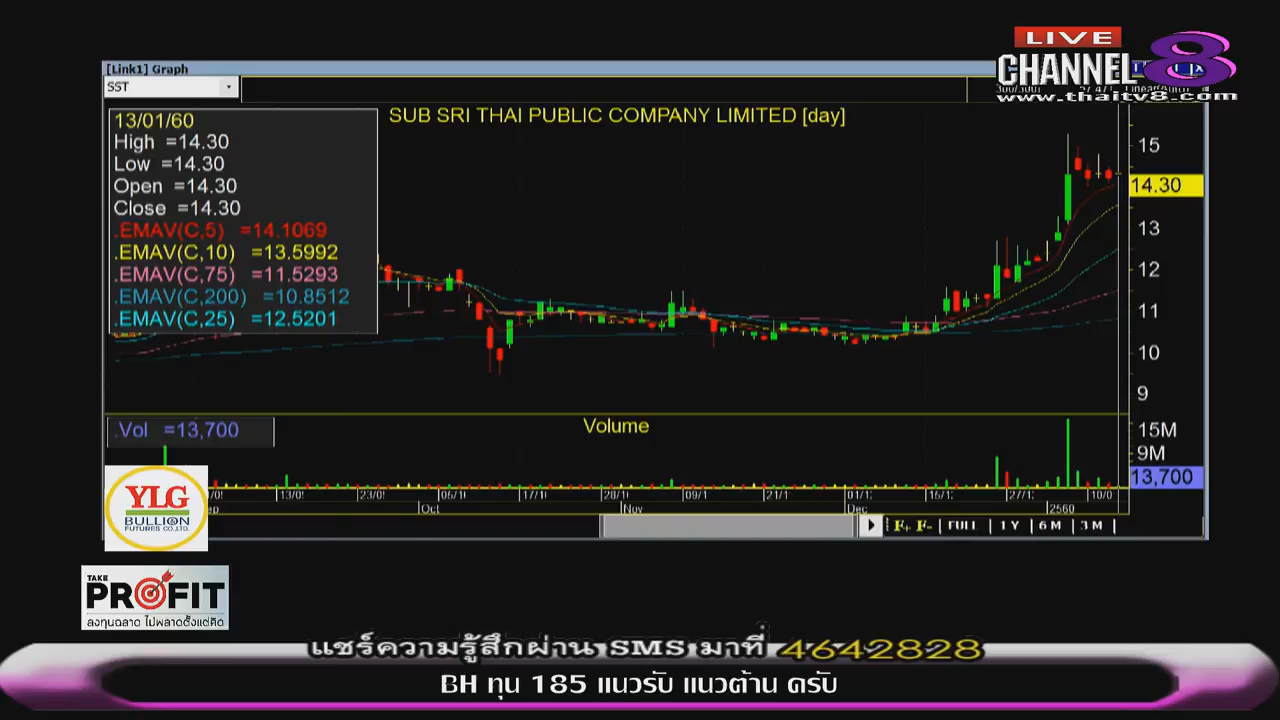 LIVE
CHANNEL 8
www.thaitv8.com
[Link1] Graph
SST
SUB SRI THAI PUBLIC COMPANY LIMITED [day]
13/01/60
High =14.30
Low =14.30
Open =14.30
Close =14.30
.EMAV(C,5) =14.1069
.EMAV(C,10) =13.5992
.EMAV(C,75) =11.5293
.EMAV(C,200) =10.8512
.EMAV(C,25) =12.5201
15
14.30
13
12
11
10
9
.Vol =13,700
Volume
15M
9M
13,700
13/0 23/0 17/1 09/1 21/1 01/1 15/1 27/1 10/0
Oct Nov Dec 2560
F+ F- FULL 1 Y 6 M 3 M
YLG
BULLION
FUTURES CO.,LTD.
TAKE
PROFIT
ลงทุนฉลาด ไม่พลาดตั้งแต่คิด
แชร์ความรู้สึกผ่าน SMS มาที่ 4642828
BH ทุน 185 แนวรับ แนวต้าน ครับ